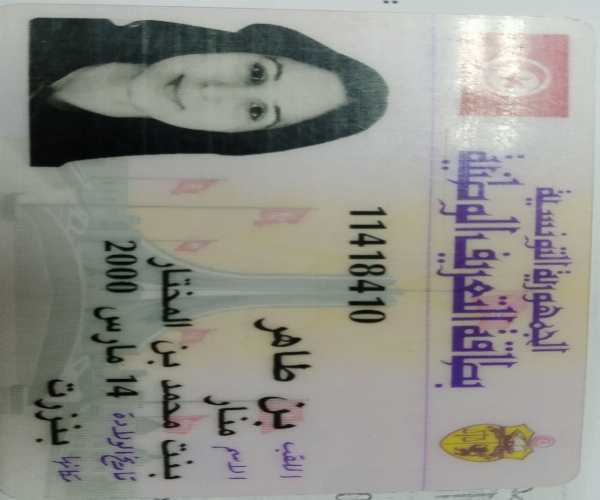 الجمهورية التونسية
بطاقة التعريف الوطنية
11418410
اللقب بن طاهر
الاسم منار
بنت محمد بن المختار
تاريخ الولادة 14 مارس 2000
مكانها بنزرت